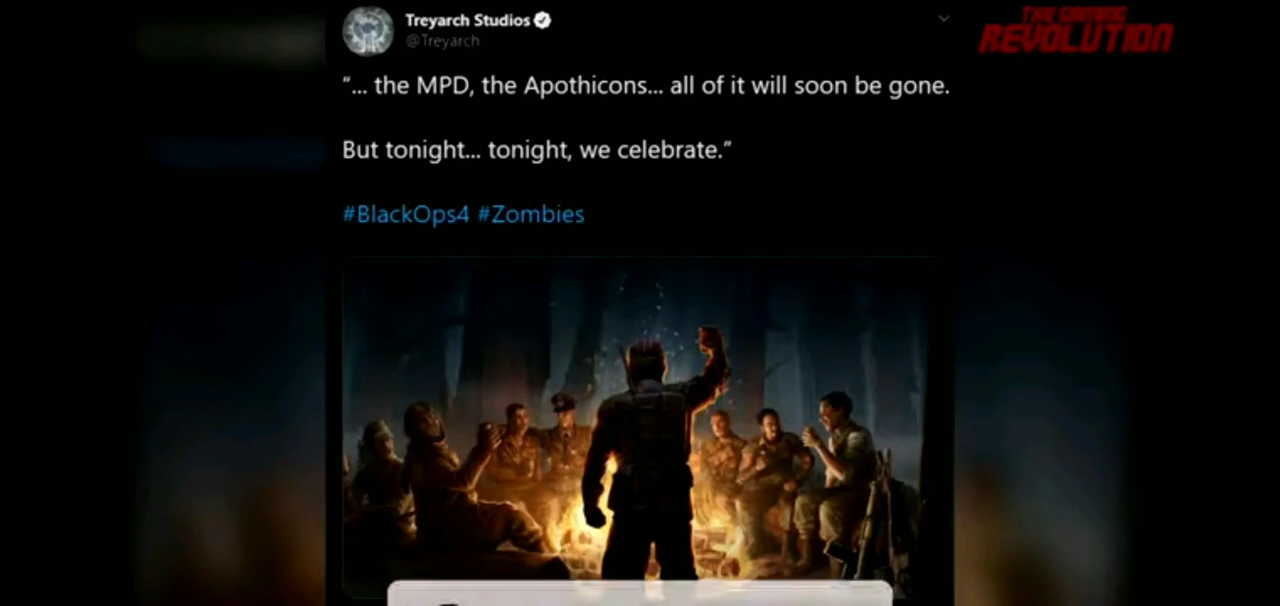 Treyarch Studios
THE GAMING
@Treyarch
REVOLUTION
"... the MPD, the Apothicons... all of it will soon be gone.
But tonight... tonight, we celebrate."
#BlackOps4 #Zombies